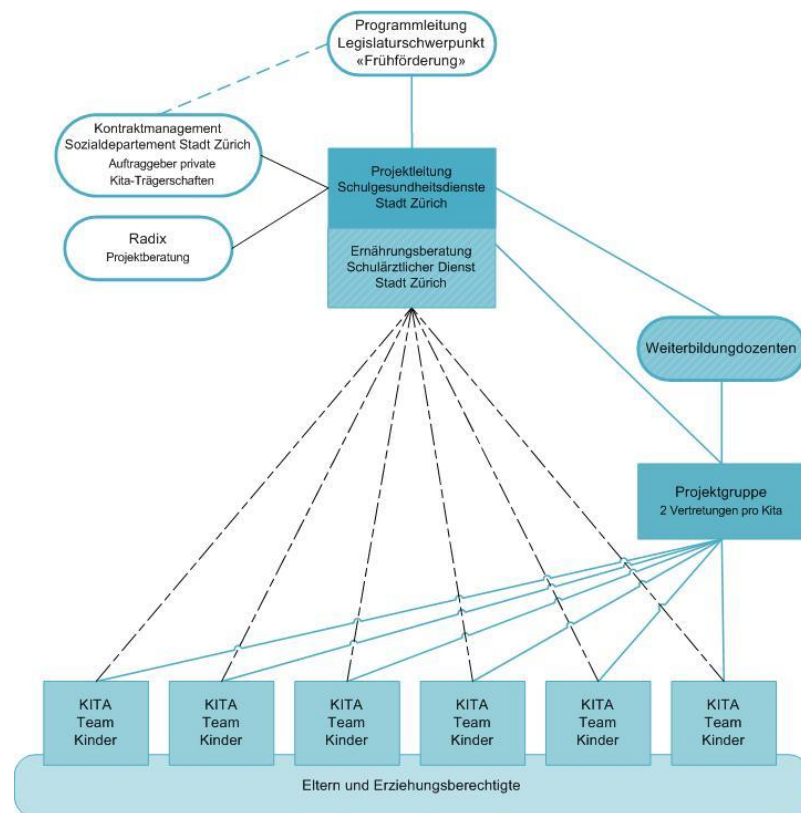 Programmleitung
Legislaturschwerpunkt
«Frühförderung»
Kontraktmanagement
Sozialdepartement Stadt Zürich
Auftraggeber private
Kita-Trägerschaften
Projektleitung
Schulgesundheitsdienste
Stadt Zürich
Radix
Projektberatung
Ernährungsberatung
Schulärztlicher Dienst
Stadt Zürich
Weiterbildungdozenten
Projektgruppe
2 Vertretungen pro Kita
KITA
Team
Kinder
KITA
Team
Kinder
KITA
Team
Kinder
KITA
Team
Kinder
KITA
Team
Kinder
KITA
Team
Kinder
Eltern und Erziehungsberechtigte